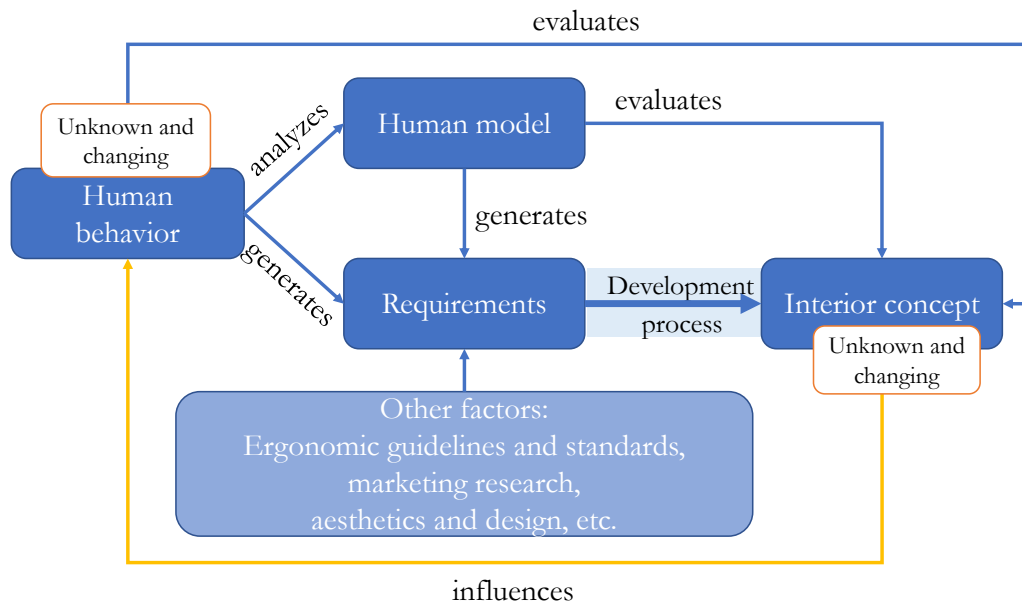 evaluates
Unknown and
changing
Human
behavior
analyzes
generates
Human model
evaluates
generates
Requirements
Development
process
Interior concept
Unknown and
changing
Other factors:
Ergonomic guidelines and standards,
marketing research,
aesthetics and design, etc.
influences